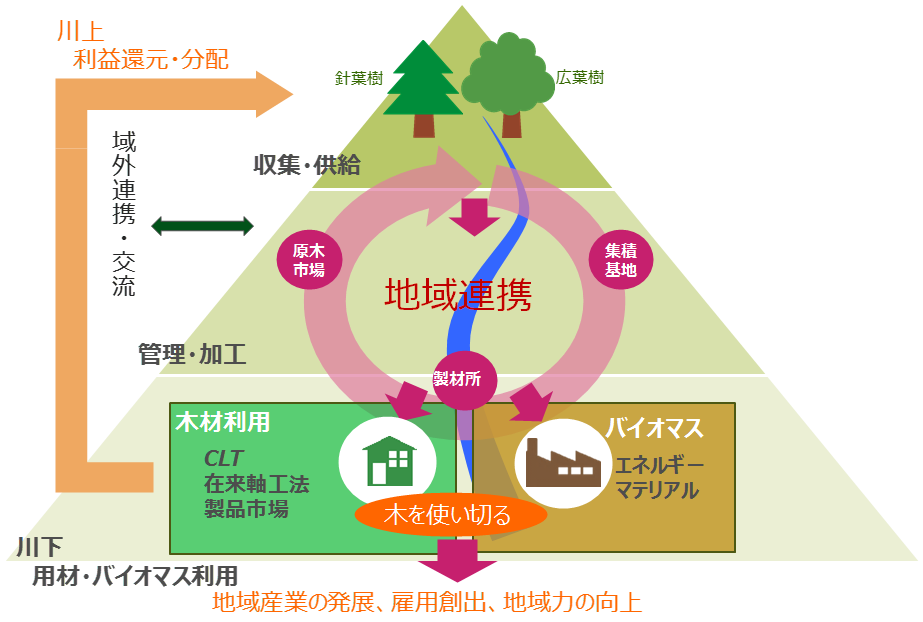 川上
利益還元・分配
針葉樹
広葉樹
域外連携・交流
収集・供給
原木
市場
集積
基地
地域連携
管理・加工
製材所
木材利用
CLT
在来軸工法
製品市場
バイオマス
エネルギー
マテリアル
木を使い切る
川下
用材・バイオマス利用
地域産業の発展、雇用創出、地域力の向上